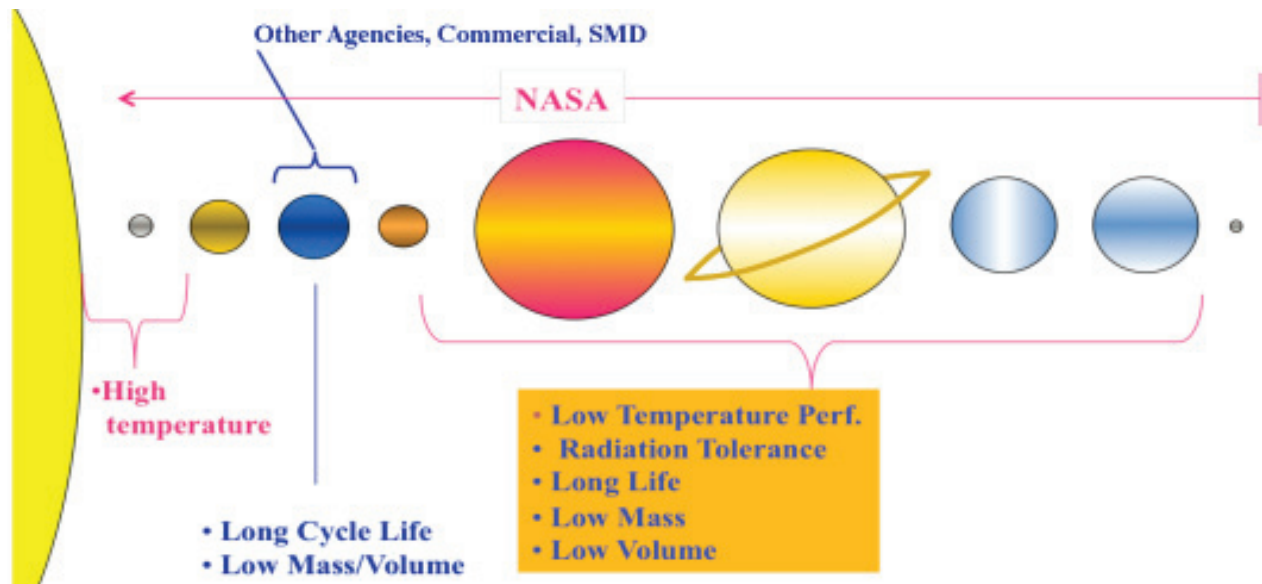 Other Agencies, Commercial, SMD
NASA
•High
temperature
• Long Cycle Life
• Low Mass/Volume
• Low Temperature Perf.
• Radiation Tolerance
• Long Life
• Low Mass
• Low Volume